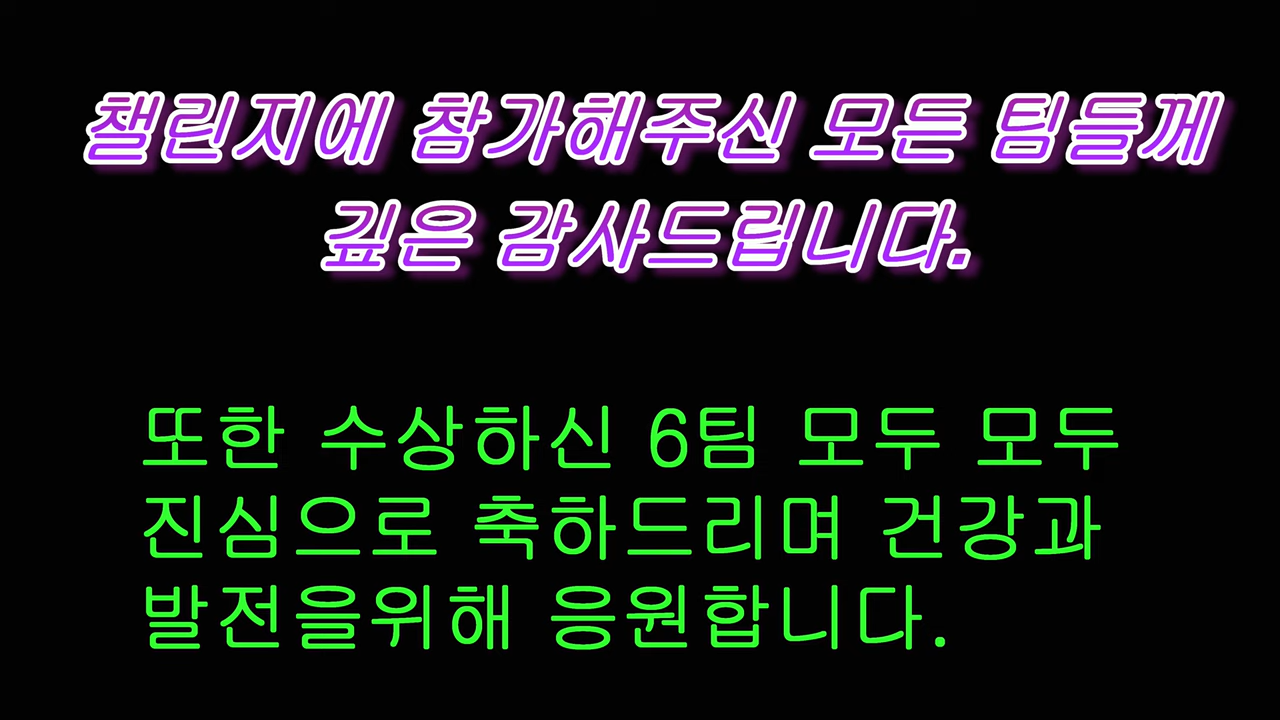 챌린지에 참가해주신 모든 팀들께
깊은 감사드립니다.
또한 수상하신 6팀 모두 모두
진심으로 축하드리며 건강과
발전을위해 응원합니다.